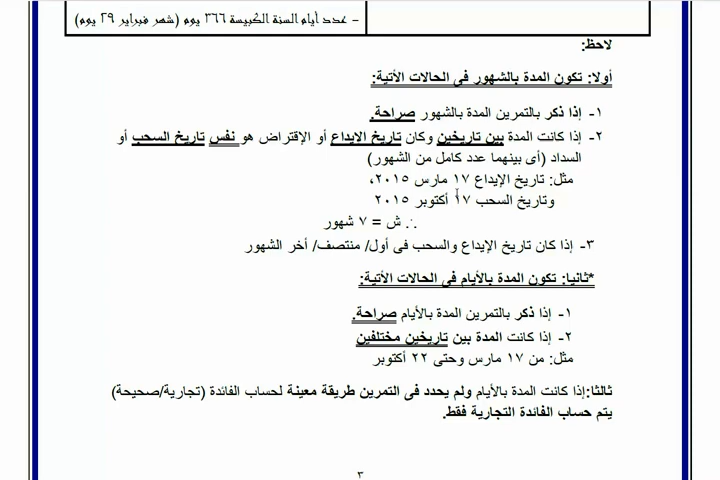 - عدد أيام السنة الكبيسة ٣٦٦ يوم (شهر فبراير ٢٩ يوم)
لاحظ:
أولا: تكون المدة بالشهور فى الحالات الأتية:
١- إذا ذكر بالتمرين المدة بالشهور صراحة.
٢- إذا كانت المدة بين تاريخين وكان تاريخ الايداع أو الإقتراض هو نفس تاريخ السحب أو
السداد (أى بينهما عدد كامل من الشهور)
مثل: تاريخ الإيداع ١٧ مارس ٢٠١٥،
وتاريخ السحب ١٧ أكتوبر ٢٠١٥
∴ ش = ٧ شهور
٣- إذا كان تاريخ الإيداع والسحب فى أول/ منتصف/ أخر الشهور
*ثانيا: تكون المدة بالأيام فى الحالات الأتية:
١- إذا ذكر بالتمرين المدة بالأيام صراحة.
٢- إذا كانت المدة بين تاريخين مختلفين
مثل: من ١٧ مارس وحتى ٢٢ أكتوبر
ثالثا:إذا كانت المدة بالأيام ولم يحدد فى التمرين طريقة معينة لحساب الفائدة (تجارية/صحيحة)
يتم حساب الفائدة التجارية فقط.
٣